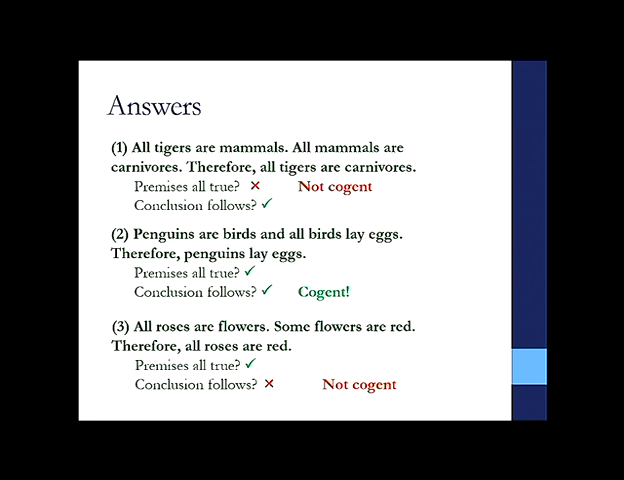 Answers
(1) All tigers are mammals. All mammals are
carnivores. Therefore, all tigers are carnivores.
Premises all true? ✕ Not cogent
Conclusion follows? ✓
(2) Penguins are birds and all birds lay eggs.
Therefore, penguins lay eggs.
Premises all true? ✓
Conclusion follows? ✓ Cogent!
(3) All roses are flowers. Some flowers are red.
Therefore, all roses are red.
Premises all true? ✓
Conclusion follows? ✕ Not cogent